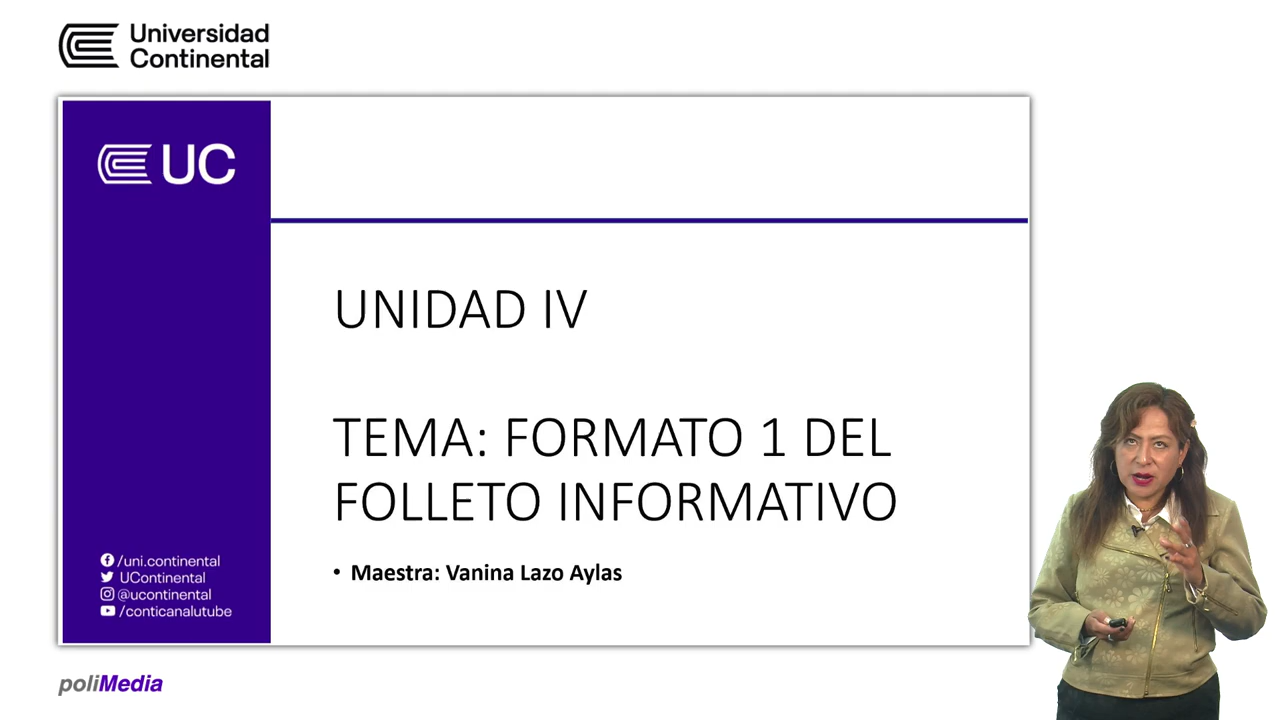 Universidad
Continental
UC
UNIDAD IV
TEMA: FORMATO 1 DEL
FOLLETO INFORMATIVO
• Maestra: Vanina Lazo Aylas
/uni.continental
UContinental
@ucontinental
/conticanalutube
poliMedia